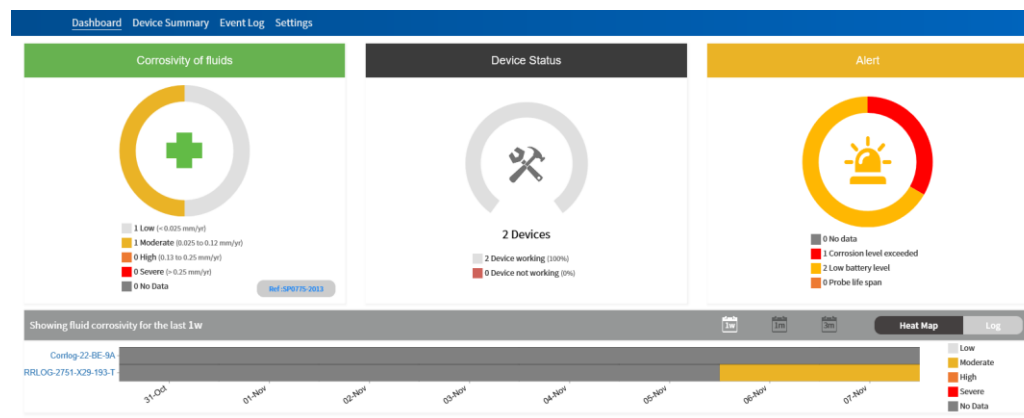 Dashboard Device Summary Event Log Settings
Corrosivity of fluids
1 Low (< 0.025 mm/yr)
1 Moderate (0.025 to 0.12 mm/yr)
0 High (0.13 to 0.25 mm/yr)
0 Severe (> 0.25 mm/yr)
0 No Data
Ref :SP0775-2013
Device Status
2 Devices
2 Device working (100%)
0 Device not working (0%)
Alert
0 No data
1 Corrosion level exceeded
2 Low battery level
0 Probe life span
Showing fluid corrosivity for the last 1w
1w 1m 3m Heat Map Log
Corrlog-22-BE-9A
RRLOG-2751-X29-193-T
31-Oct 01-Nov 02-Nov 03-Nov 04-Nov 05-Nov 06-Nov 07-Nov
Low
Moderate
High
Severe
No Data